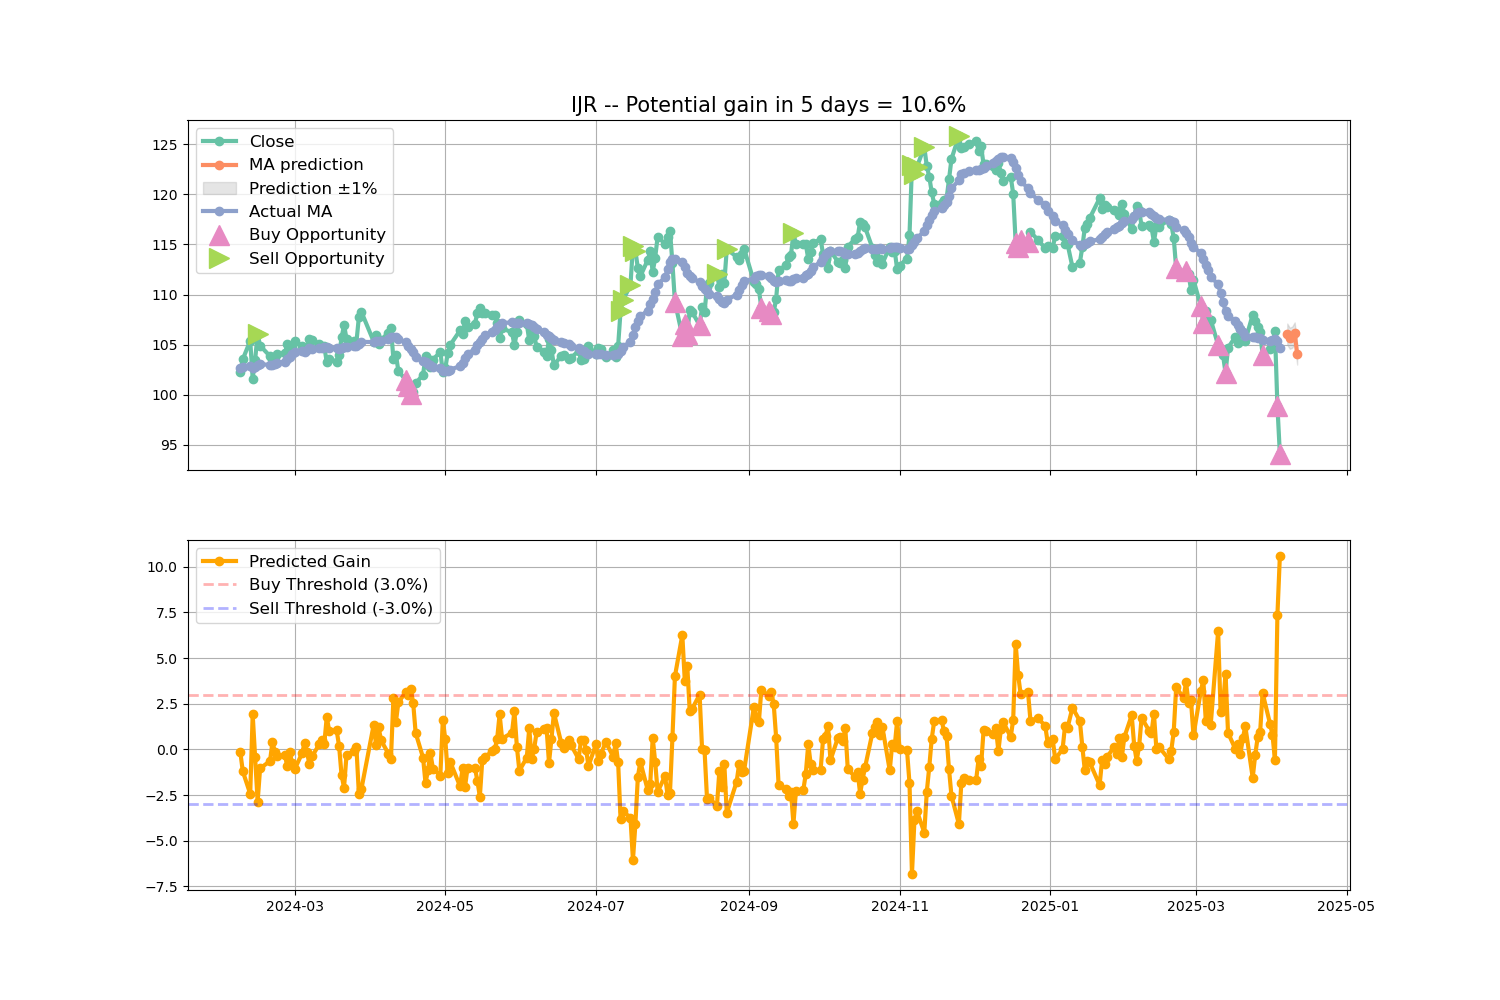 IJR -- Potential gain in 5 days = 10.6%
125
120
115
110
105
100
95
Close
MA prediction
Prediction ±1%
Actual MA
Buy Opportunity
Sell Opportunity
10.0
7.5
5.0
2.5
0.0
−2.5
−5.0
−7.5
Predicted Gain
Buy Threshold (3.0%)
Sell Threshold (-3.0%)
2024-03 2024-05 2024-07 2024-09 2024-11 2025-01 2025-03 2025-05